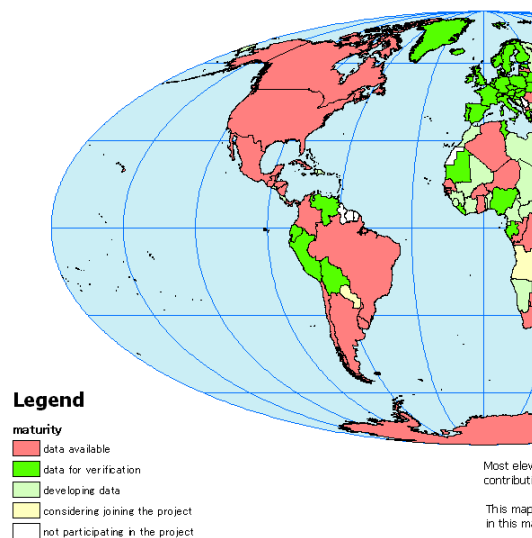 Legend
maturity
data available
data for verification
developing data
considering joining the project
not participating in the project
Most elev
contributi
This map
in this ma